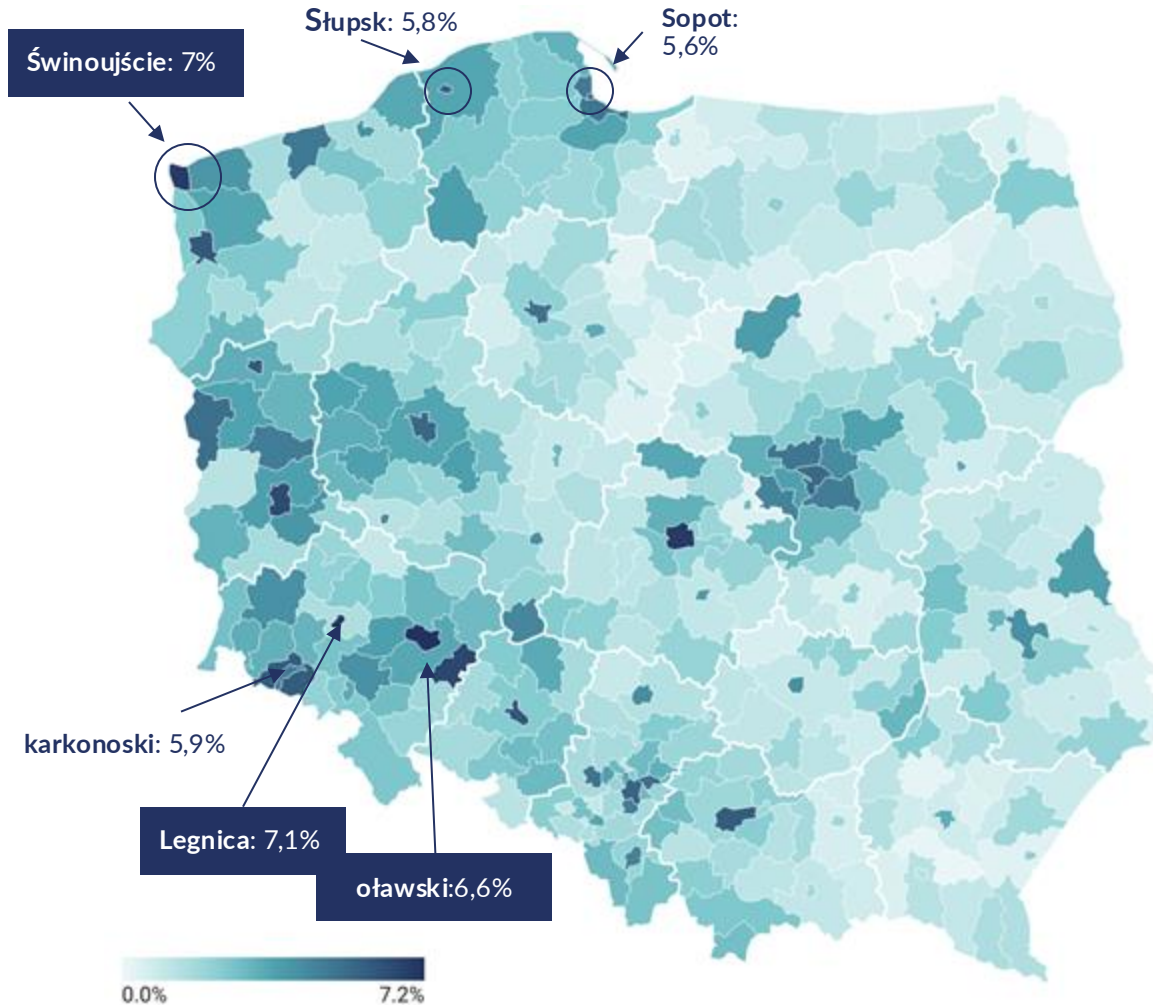 Słupsk: 5,8%
Sopot:
5,6%
Świnoujście: 7%
karkonoski: 5,9%
Legnica: 7,1%
oławski:6,6%
0.0%
7.2%